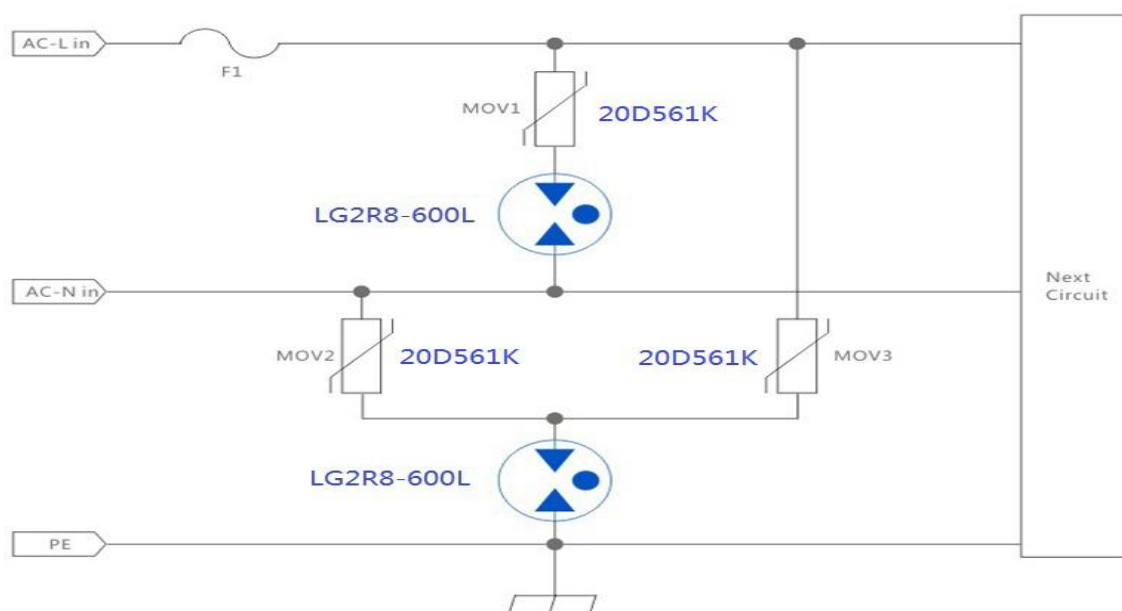 AC-L in
F1
MOV1
20D561K
LG2R8-600L
AC-N in
Next
Circuit
MOV2
20D561K
20D561K
MOV3
LG2R8-600L
PE